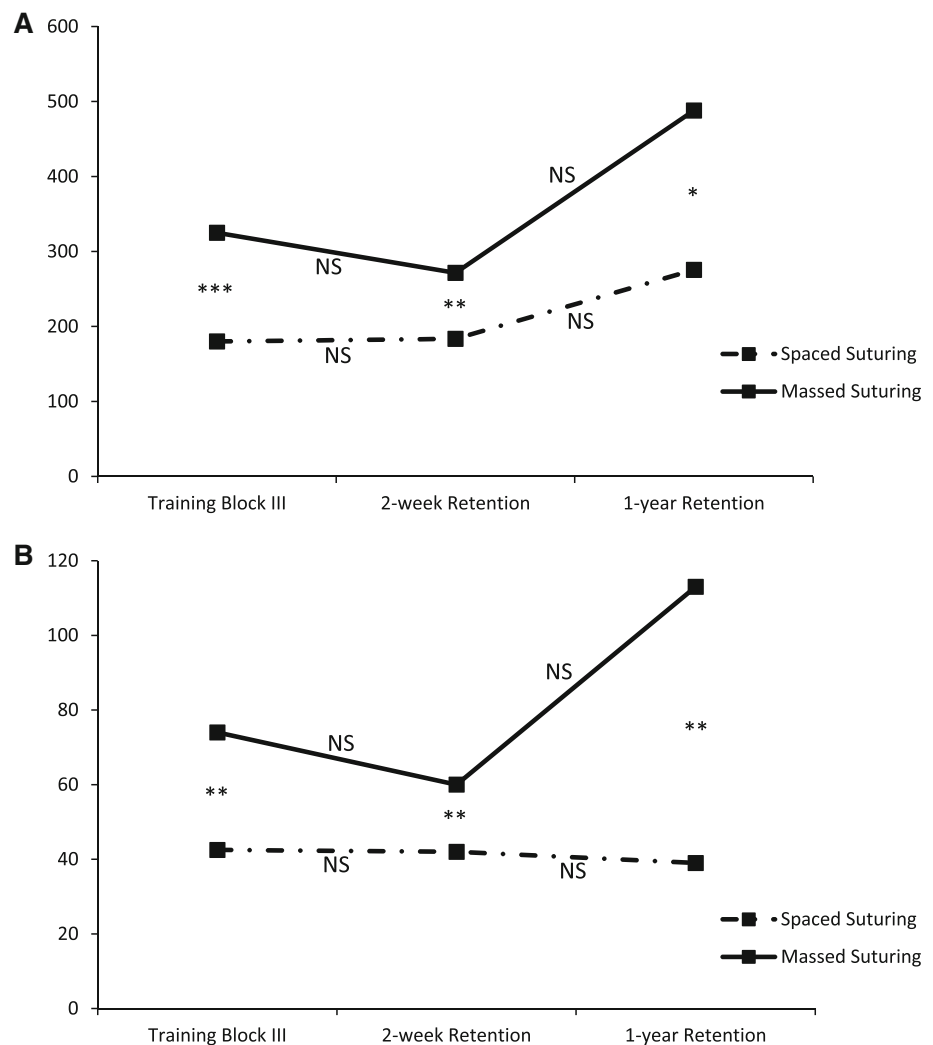 A
600
500
400
300
200
100
0
NS
*
***
NS
**
NS
NS
Spaced Suturing
Massed Suturing
Training Block III 2-week Retention 1-year Retention
B
120
100
80
60
40
20
0
NS
**
NS
**
**
NS
NS
Spaced Suturing
Massed Suturing
Training Block III 2-week Retention 1-year Retention